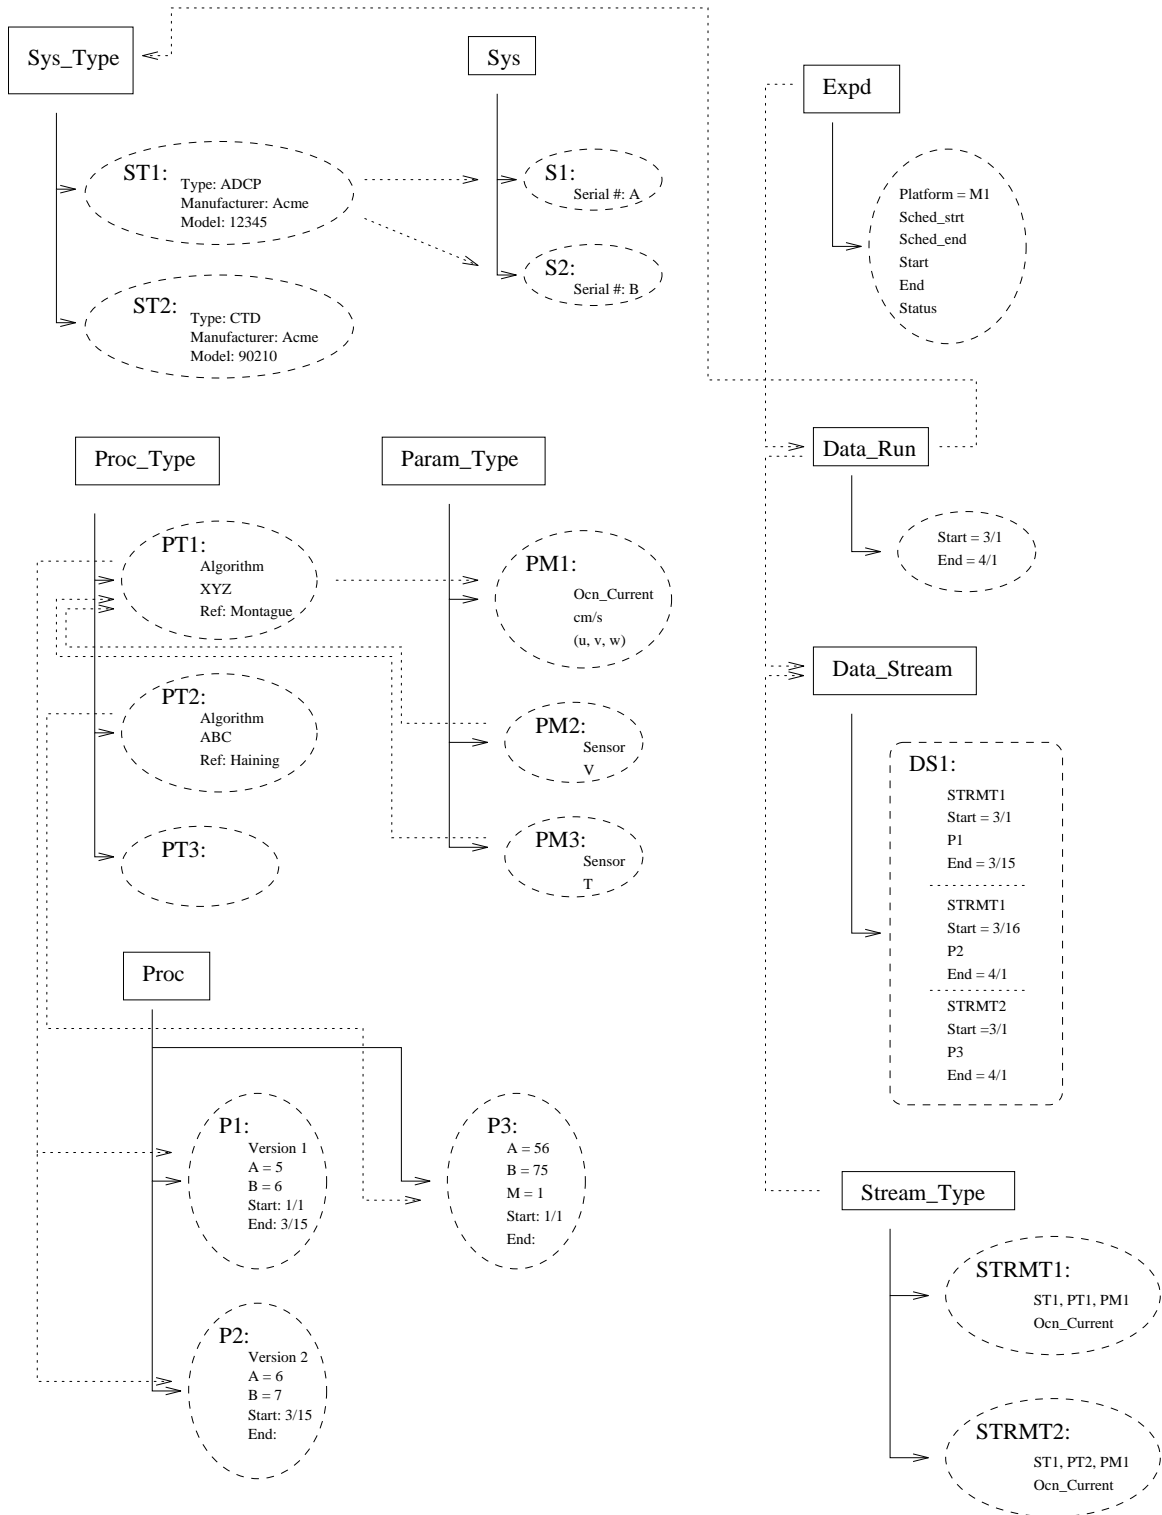 Sys_Type
ST1:
Type: ADCP
Manufacturer: Acme
Model: 12345
ST2:
Type: CTD
Manufacturer: Acme
Model: 90210
Sys
S1:
Serial #: A
S2:
Serial #: B
Expd
Platform = M1
Sched_strt
Sched_end
Start
End
Status
Proc_Type
PT1:
Algorithm
XYZ
Ref: Montague
PT2:
Algorithm
ABC
Ref: Haining
PT3:
Param_Type
PM1:
Ocn_Current
cm/s
(u, v, w)
PM2:
Sensor
V
PM3:
Sensor
T
Data_Run
Start = 3/1
End = 4/1
Data_Stream
DS1:
STRMT1
Start = 3/1
P1
End = 3/15
STRMT1
Start = 3/16
P2
End = 4/1
STRMT2
Start =3/1
P3
End = 4/1
Proc
P1:
Version 1
A = 5
B = 6
Start: 1/1
End: 3/15
P3:
A = 56
B = 75
M = 1
Start: 1/1
End:
P2:
Version 2
A = 6
B = 7
Start: 3/15
End:
Stream_Type
STRMT1:
ST1, PT1, PM1
Ocn_Current
STRMT2:
ST1, PT2, PM1
Ocn_Current